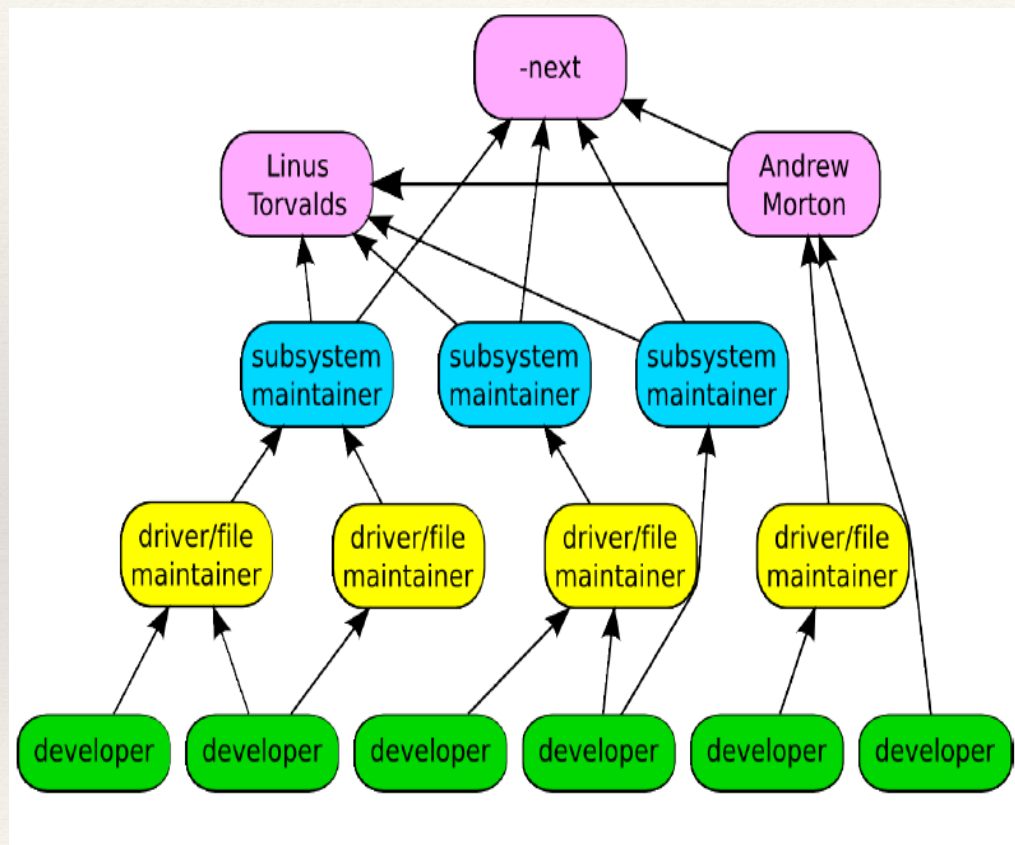 -next
Linus
Torvalds
Andrew
Morton
subsystem
maintainer
subsystem
maintainer
subsystem
maintainer
driver/file
maintainer
driver/file
maintainer
driver/file
maintainer
driver/file
maintainer
developer
developer
developer
developer
developer
developer